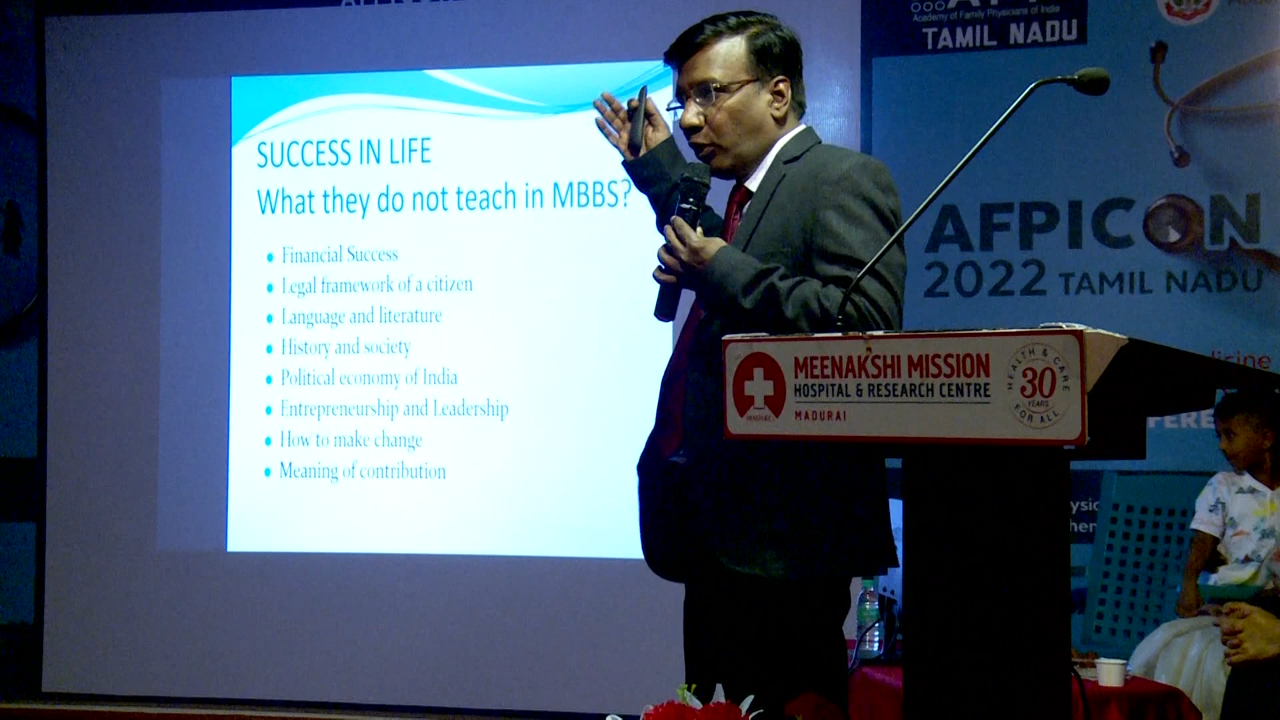 SUCCESS IN LIFE
What they do not teach in MBBS?
Financial Success
Legal framework of a citizen
Language and literature
History and society
Political economy of India
Entrepreneurship and Leadership
How to make change
Meaning of contribution
Academy of Family Physicians of India
TAMIL NADU
AFPICON
2022 TAMIL NADU
MEENAKSHI MISSION
HOSPITAL & RESEARCH CENTRE
MADURAI
HEALTH & CARE
30
YEARS
FOR ALL